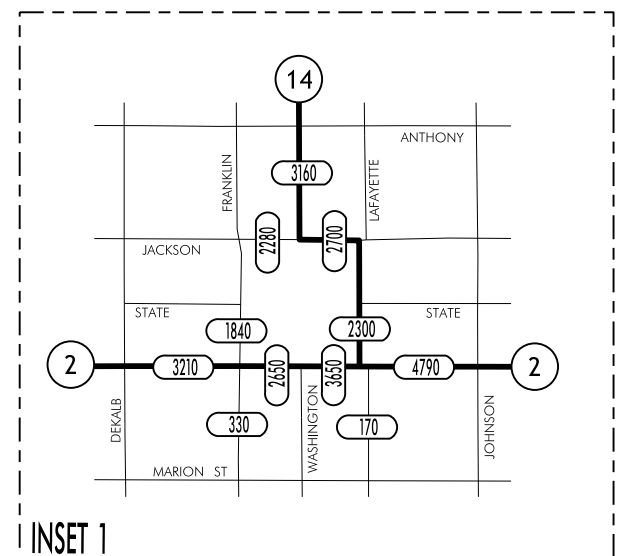 14
ANTHONY
3160
FRANKLIN
LAFAYETTE
2280
2700
JACKSON
STATE
STATE
1840
2300
2
3210
2650
3650
4790
2
DEKALB
330
WASHINGTON
170
JOHNSON
MARION ST
INSET 1